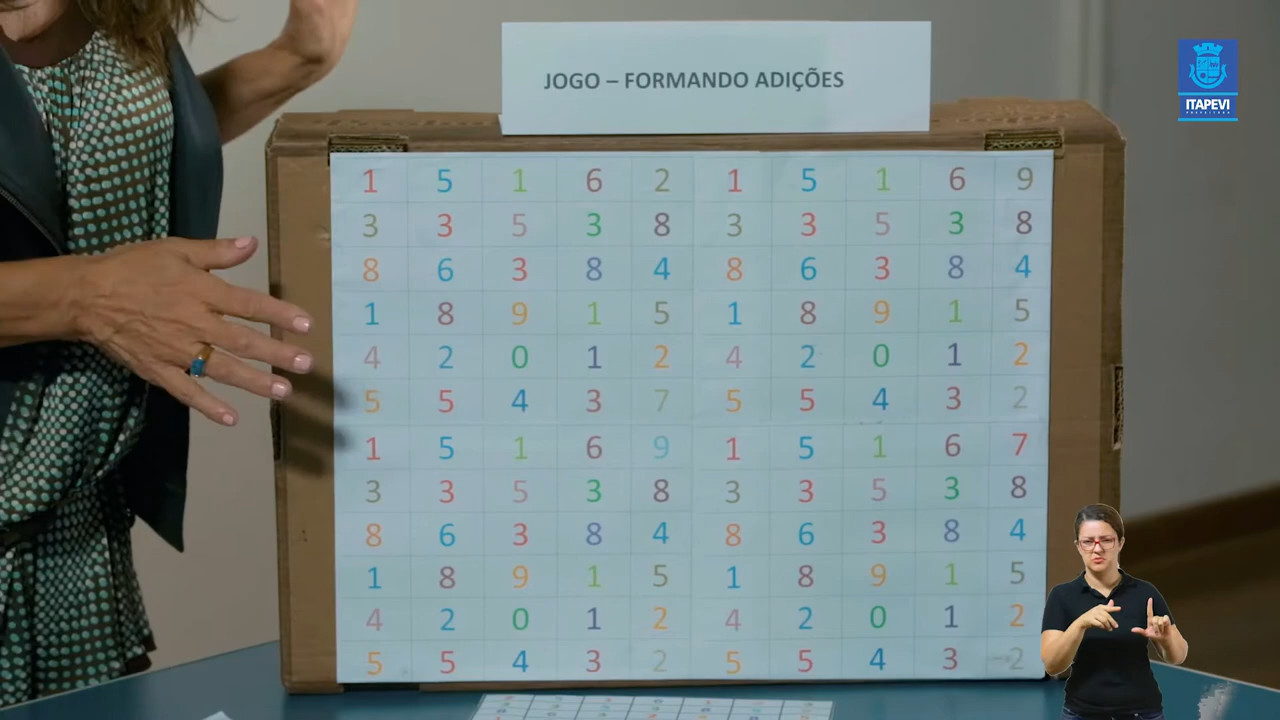 JOGO – FORMANDO ADIÇÕES
ITAPEVI
PREFEITURA
1 5 1 6 2 1 5 1 6 9
3 3 5 3 8 3 3 5 3 8
8 6 3 8 4 8 6 3 8 4
1 8 9 1 5 1 8 9 1 5
4 2 0 1 2 4 2 0 1 2
5 5 4 3 7 5 5 4 3 2
1 5 1 6 9 1 5 1 6 7
3 3 5 3 8 3 3 5 3 8
8 6 3 8 4 8 6 3 8 4
1 8 9 1 5 1 8 9 1 5
4 2 0 1 2 4 2 0 1 2
5 5 4 3 2 5 5 4 3 2